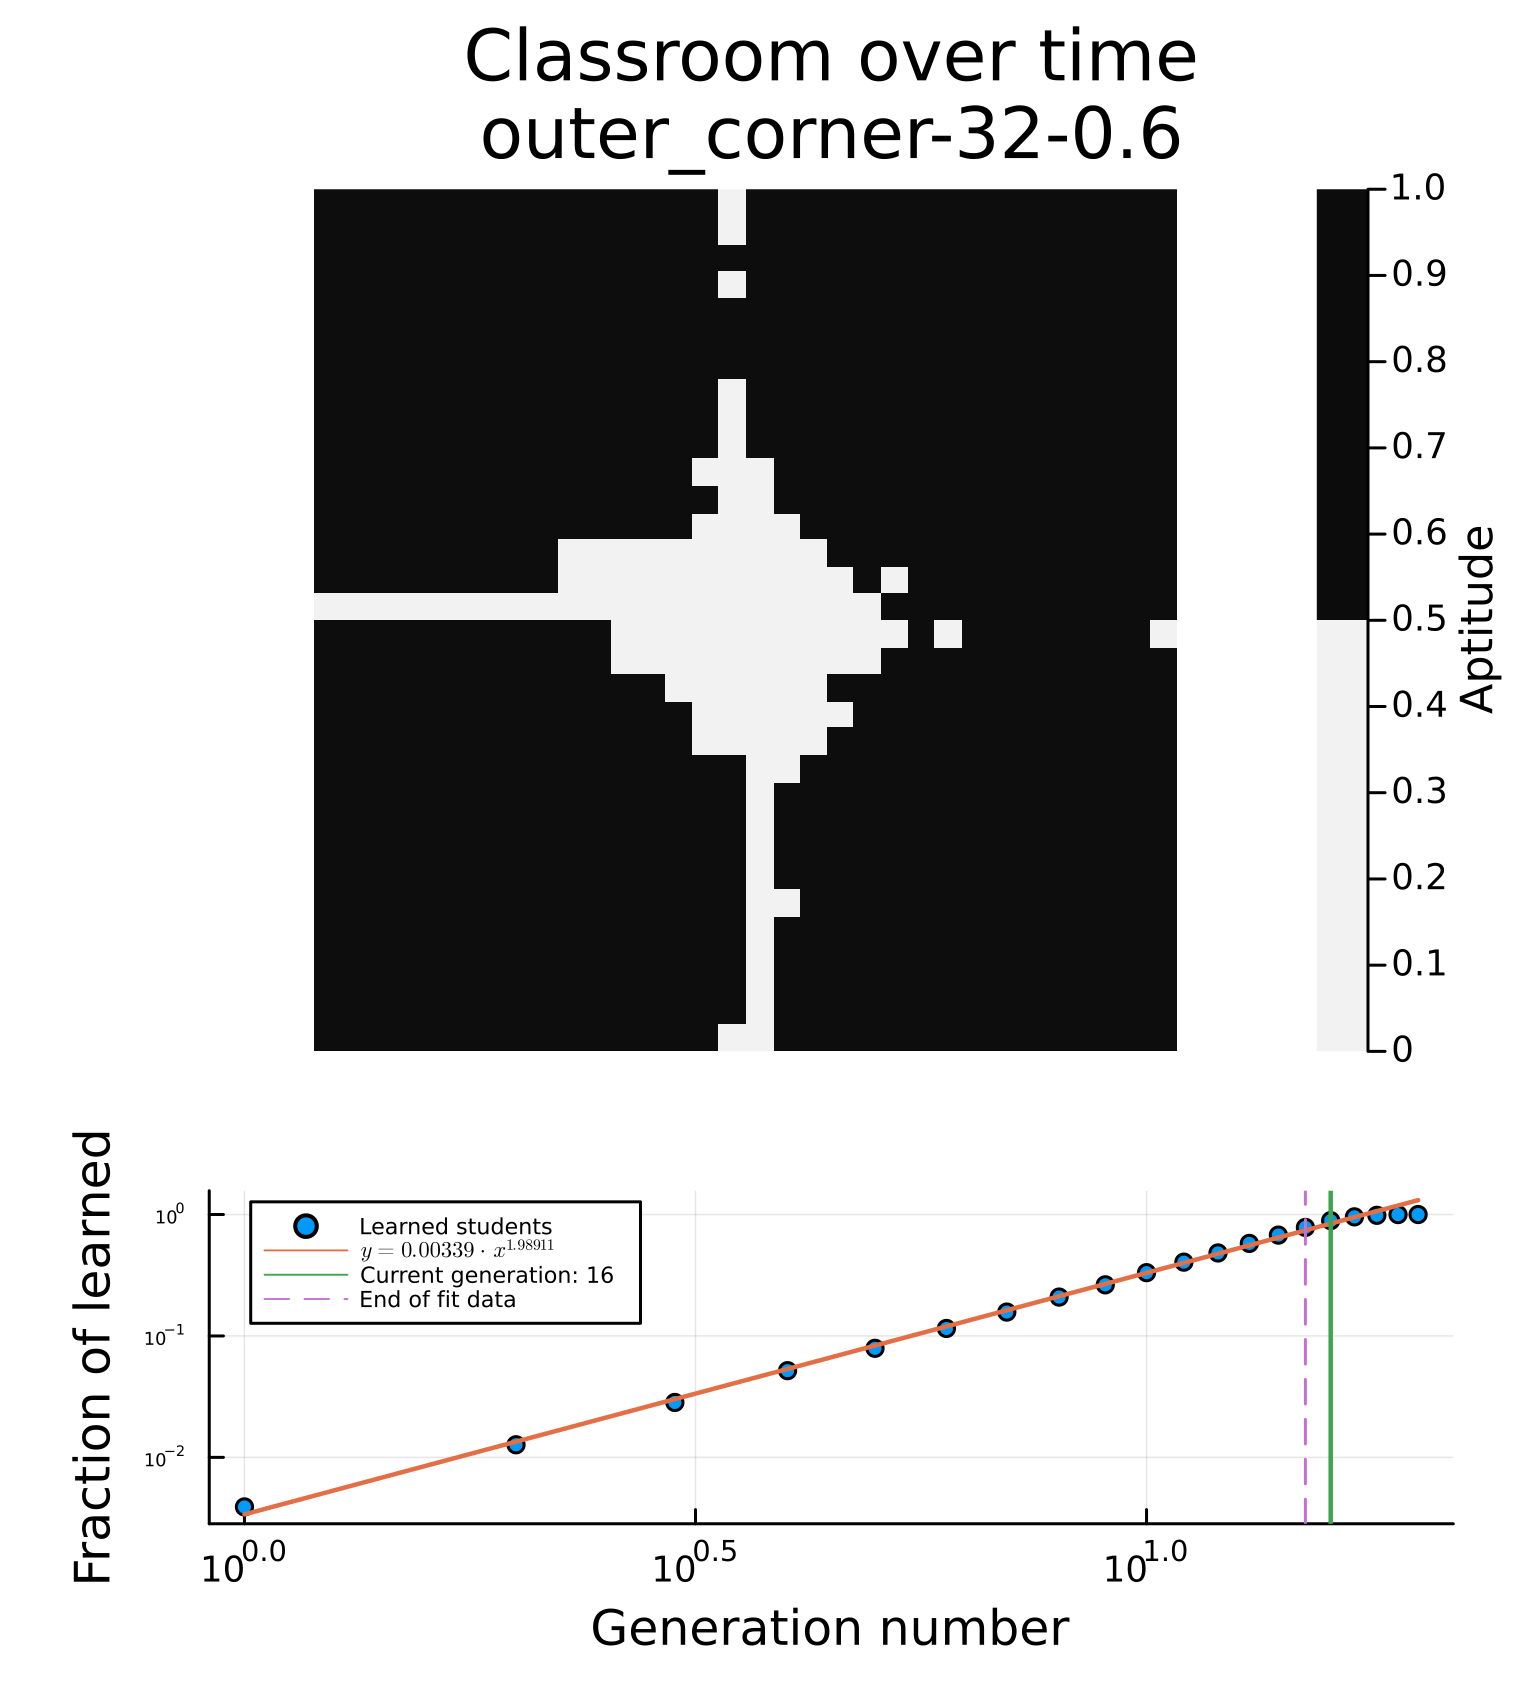 Classroom over time
outer_corner-32-0.6
1.0
0.9
0.8
0.7
0.6
0.5
0.4
0.3
0.2
0.1
0
Aptitude
Fraction of learned
10⁰
10⁻¹
10⁻²
Learned students
y = 0.00339 · x^1.98911
Current generation: 16
End of fit data
10^0.0
10^0.5
10^1.0
Generation number